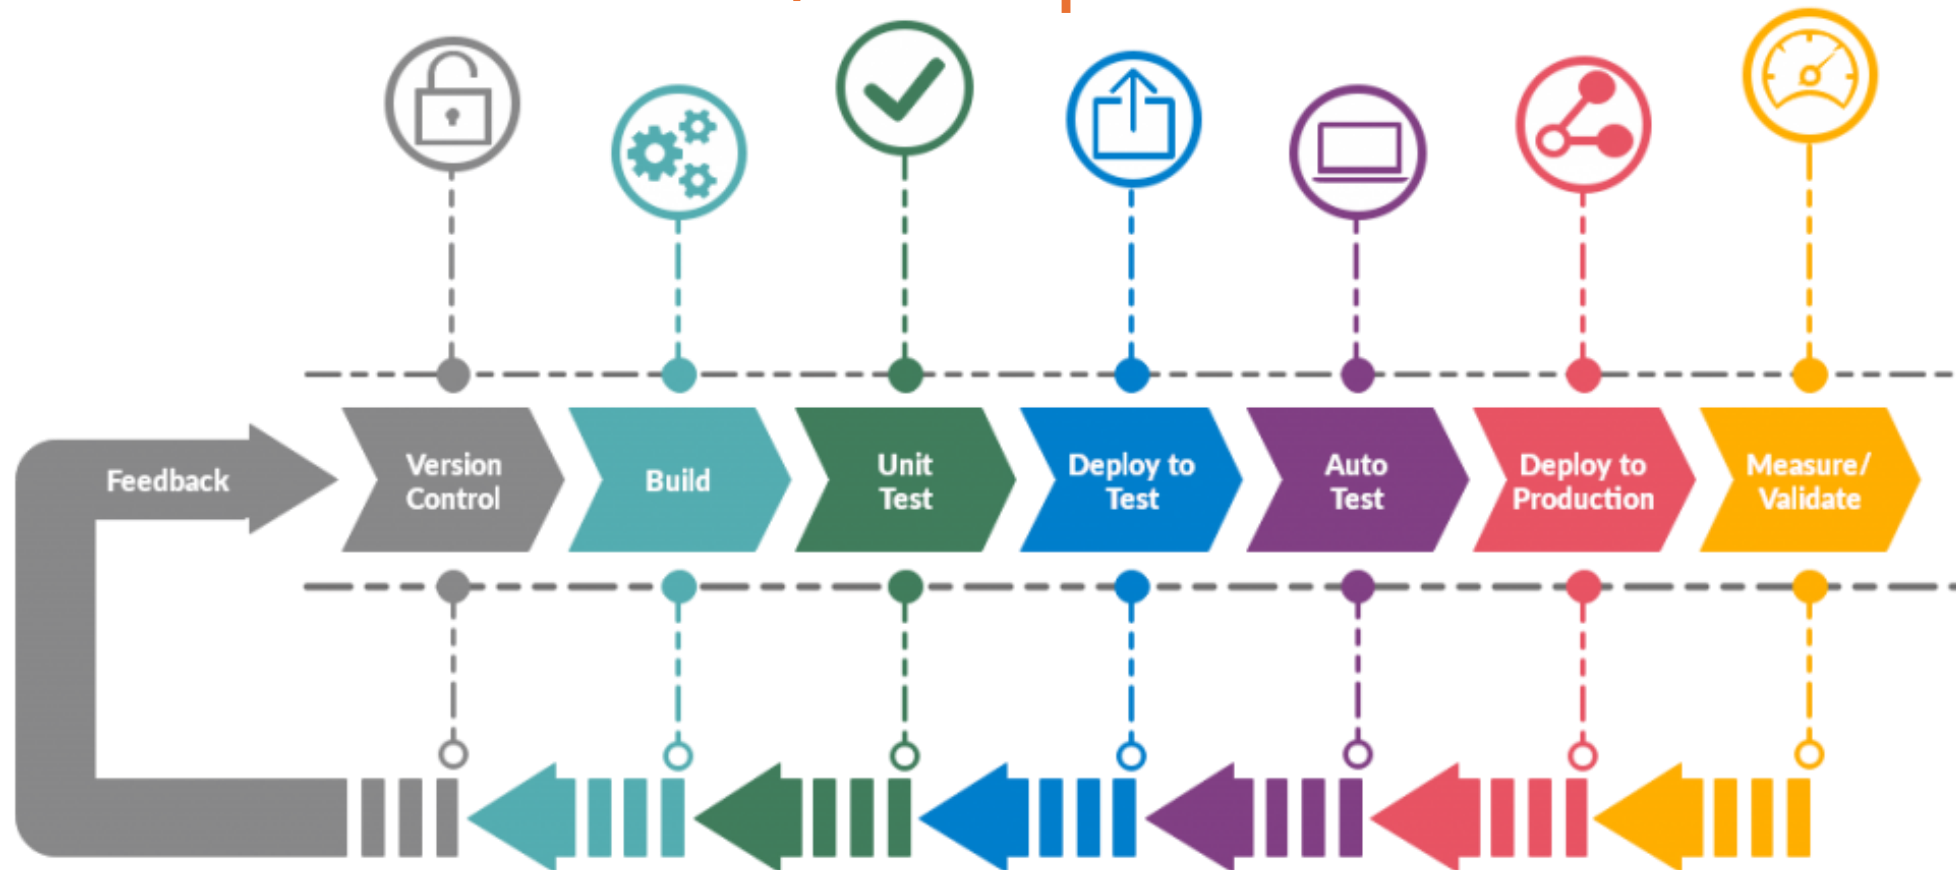 Feedback
Version
Control
Build
Unit
Test
Deploy to
Test
Auto
Test
Deploy to
Production
Measure/
Validate